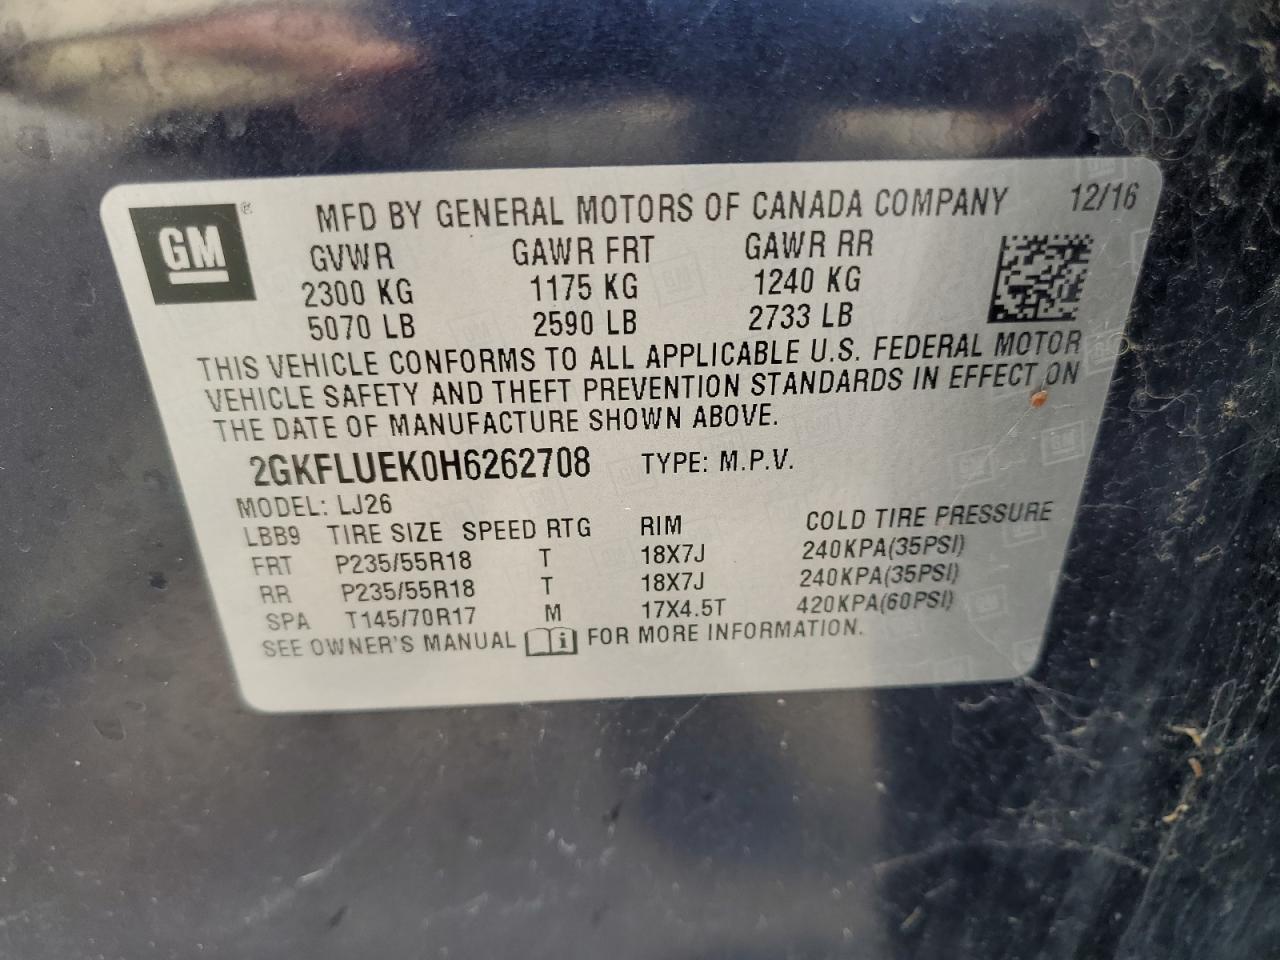 GM ® MFD BY GENERAL MOTORS OF CANADA COMPANY 12/16
GVWR GAWR FRT GAWR RR
2300 KG 1175 KG 1240 KG
5070 LB 2590 LB 2733 LB
THIS VEHICLE CONFORMS TO ALL APPLICABLE U.S. FEDERAL MOTOR
VEHICLE SAFETY AND THEFT PREVENTION STANDARDS IN EFFECT ON
THE DATE OF MANUFACTURE SHOWN ABOVE.
2GKFLUEK0H6262708 TYPE: M.P.V.
MODEL: LJ26
LBB9 TIRE SIZE SPEED RTG RIM COLD TIRE PRESSURE
FRT P235/55R18 T 18X7J 240KPA(35PSI)
RR P235/55R18 T 18X7J 240KPA(35PSI)
SPA T145/70R17 M 17X4.5T 420KPA(60PSI)
SEE OWNER'S MANUAL i FOR MORE INFORMATION.